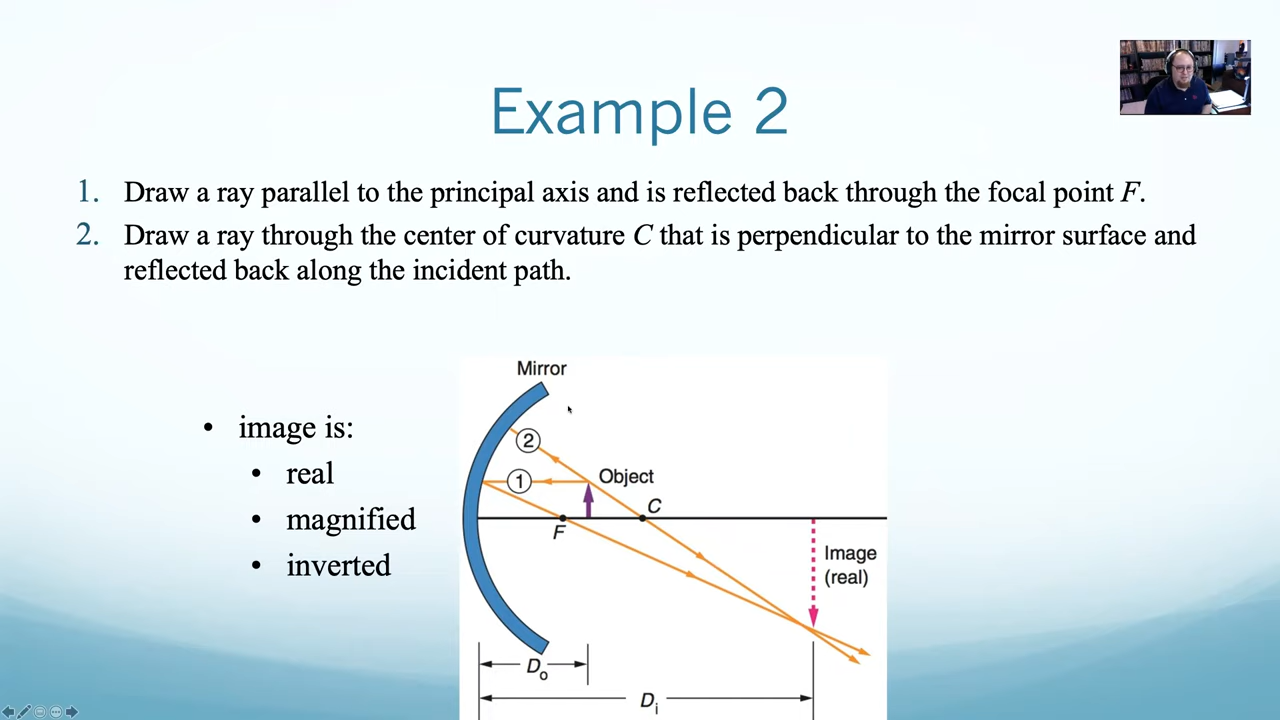 Example 2
1. Draw a ray parallel to the principal axis and is reflected back through the focal point F.
2. Draw a ray through the center of curvature C that is perpendicular to the mirror surface and
reflected back along the incident path.
• image is:
• real
• magnified
• inverted
Mirror
2
1
Object
C
F
Image
(real)
Do
Di